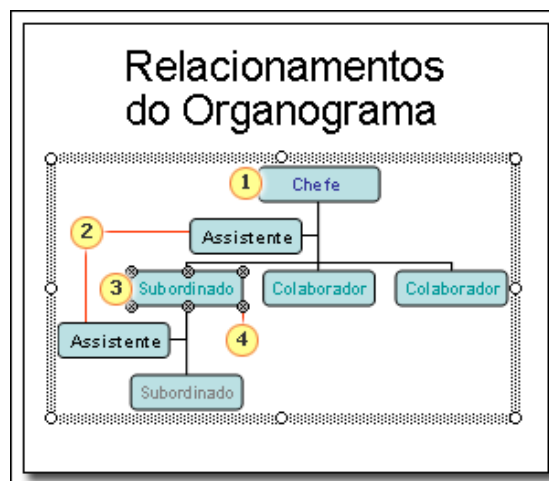 Relacionamentos
do Organograma
1 Chefe
2 Assistente
3 Subordinado Colaborador Colaborador
Assistente 4
Subordinado